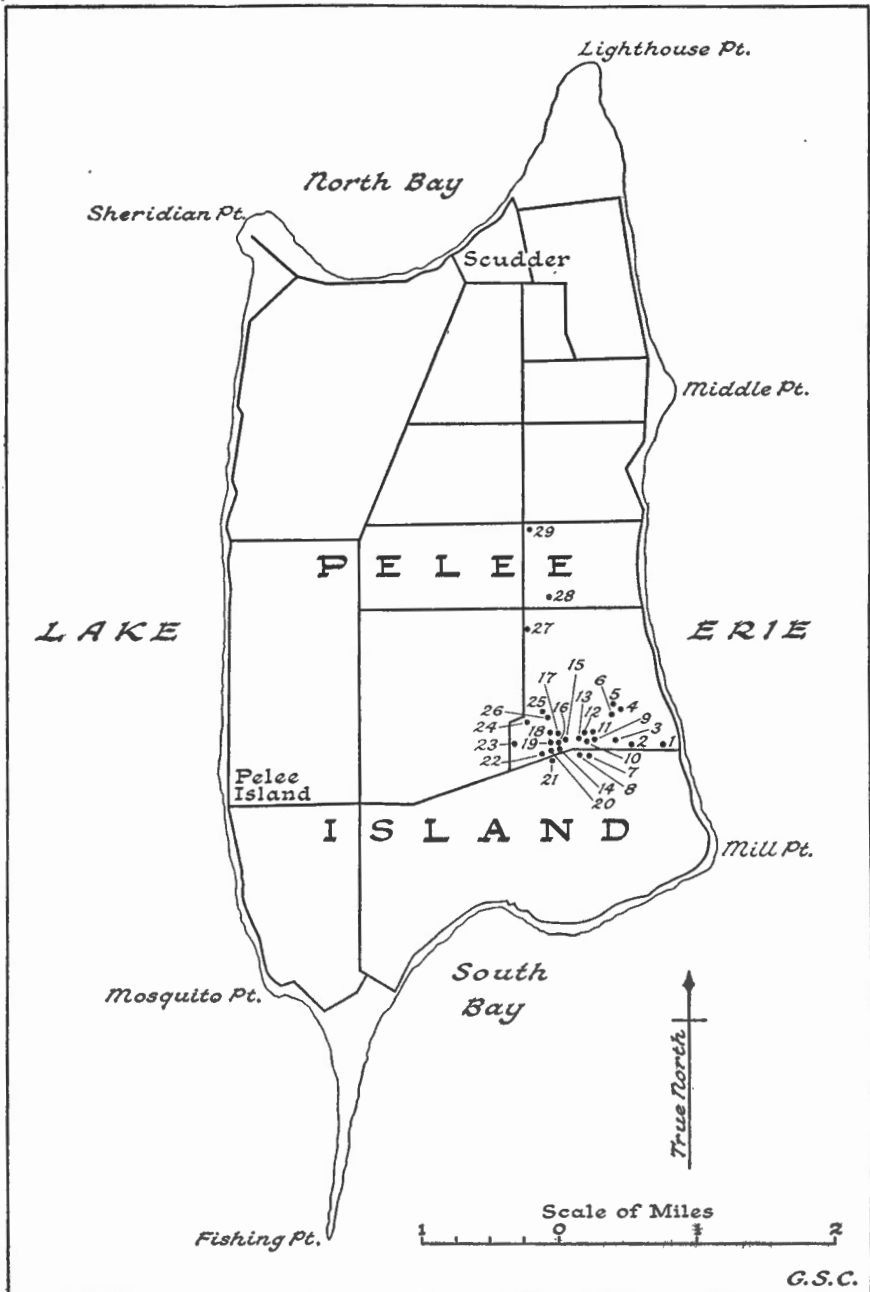 Lighthouse Pt.
North Bay
Sheridian Pt.
Scudder
Middle Pt.
29
PELEE
28
LAKE
ERIE
27
15
17
6
13
5
25
16
12
4
26
11
9
3
24
18
23
19
2
1
22
10
7
21
14
8
20
Pelee
Island
ISLAND
Mill Pt.
South
Bay
Mosquito Pt.
True North
Scale of Miles
1
0
1
2
Fishing Pt.
G.S.C.